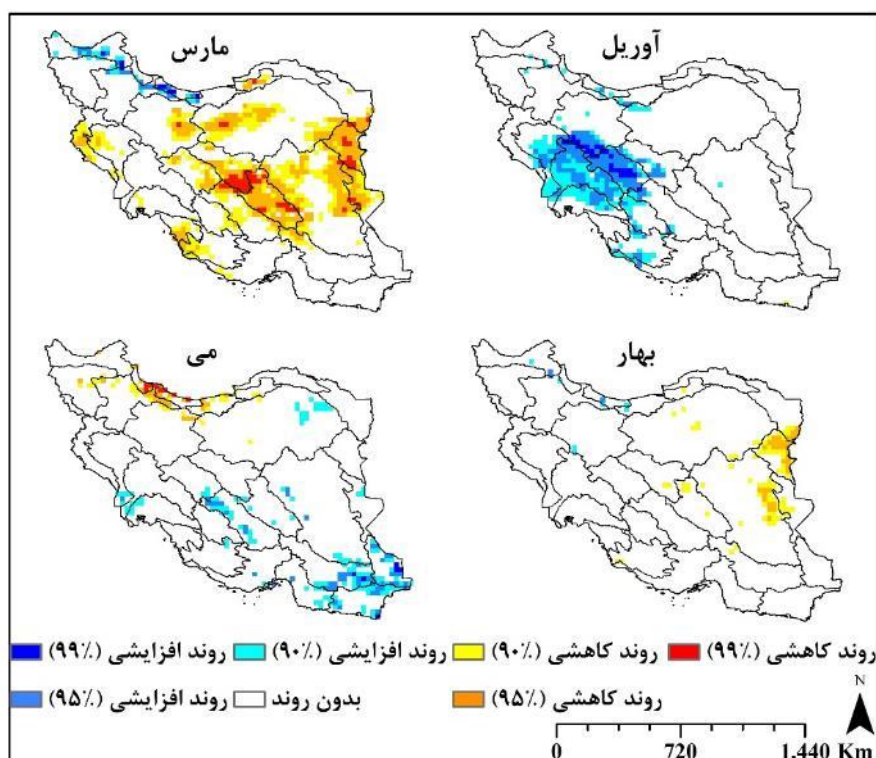 آوریل
مارس
بهار
می
روند کاهشی (۹۹٪)
روند کاهشی (۹۰٪)
روند افزایشی (۹۰٪)
روند افزایشی (۹۹٪)
روند کاهشی (۹۵٪)
بدون روند
روند افزایشی (۹۵٪)
N
0 720 1,440 Km